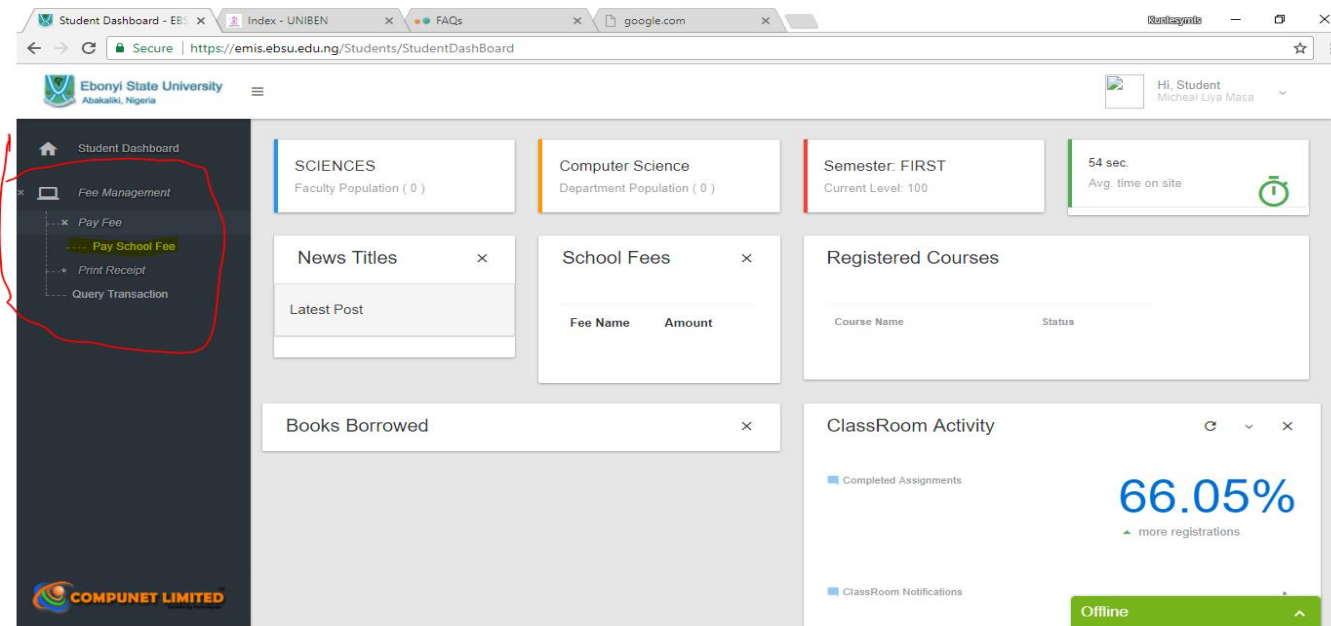 Student Dashboard - EBS
Index - UNIBEN
FAQs
google.com
Kuntesymis
Secure | https://emis.ebsu.edu.ng/Students/StudentDashBoard
Ebonyi State University
Abakaliki, Nigeria
Hi, Student
Micheal Liya Masa
Student Dashboard
Fee Management
Pay Fee
Pay School Fee
Print Receipt
Query Transaction
SCIENCES
Faculty Population ( 0 )
Computer Science
Department Population ( 0 )
Semester: FIRST
Current Level: 100
54 sec.
Avg. time on site
News Titles
Latest Post
School Fees
Fee Name Amount
Registered Courses
Course Name Status
Books Borrowed
ClassRoom Activity
Completed Assignments
66.05%
more registrations
ClassRoom Notifications
COMPUNET LIMITED
Offline